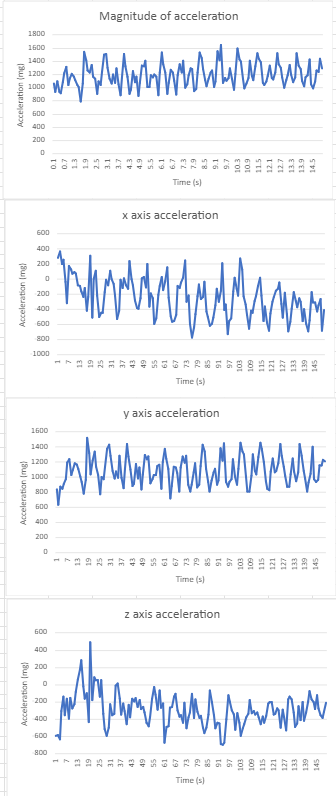 Magnitude of acceleration
1800
1600
1400
1200
1000
800
600
400
200
0
Acceleration (mg)
0.1 0.7 1.3 1.9 2.5 3.1 3.7 4.3 4.9 5.5 6.1 6.7 7.3 7.9 8.5 9.1 9.7 10.3 10.9 11.5 12.1 12.7 13.3 13.9 14.5
Time (s)
x axis acceleration
600
400
200
0
200
400
600
800
1000
Acceleration (mg)
1 7 13 19 25 31 37 43 49 55 61 67 73 79 85 91 97 103 109 115 121 127 133 139 145
Time (s)
y axis acceleration
1600
1400
1200
1000
800
600
400
200
0
Acceleration (mg)
1 7 13 19 25 31 37 43 49 55 61 67 73 79 85 91 97 103 109 115 121 127 133 139 145
Time (s)
z axis acceleration
600
400
200
0
200
400
600
800
Acceleration (mg)
1 7 13 19 25 31 37 43 49 55 61 67 73 79 85 91 97 103 109 115 121 127 133 139 145
Time (s)